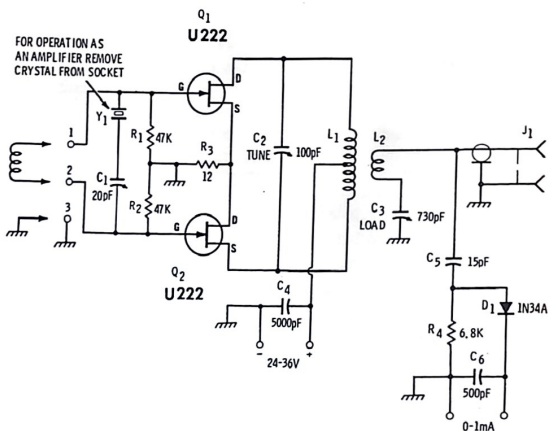 Q1
U222
FOR OPERATION AS
AN AMPLIFIER REMOVE
CRYSTAL FROM SOCKET
Y1
G
D
S
1
2
3
R1
47K
R3
12
C1
20pF
R2
47K
C2
TUNE
100pF
L1
L2
J1
C3
LOAD
730pF
G
D
S
Q2
U222
C4
5000pF
-
+
24-36V
C5
15pF
D1
1N34A
R4
6.8K
C6
500pF
0-1mA